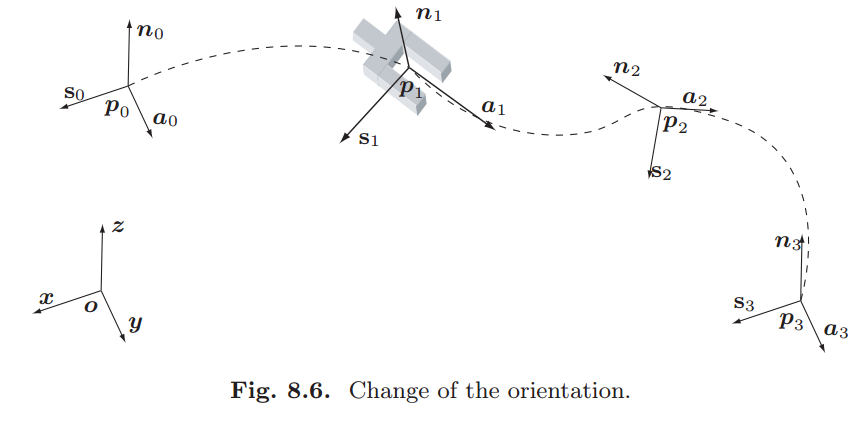 n₀
s₀
p₀
a₀
n₁
p₁
a₁
s₁
n₂
a₂
p₂
s₂
z
x
o
y
n₃
s₃
p₃
a₃
Fig. 8.6. Change of the orientation.